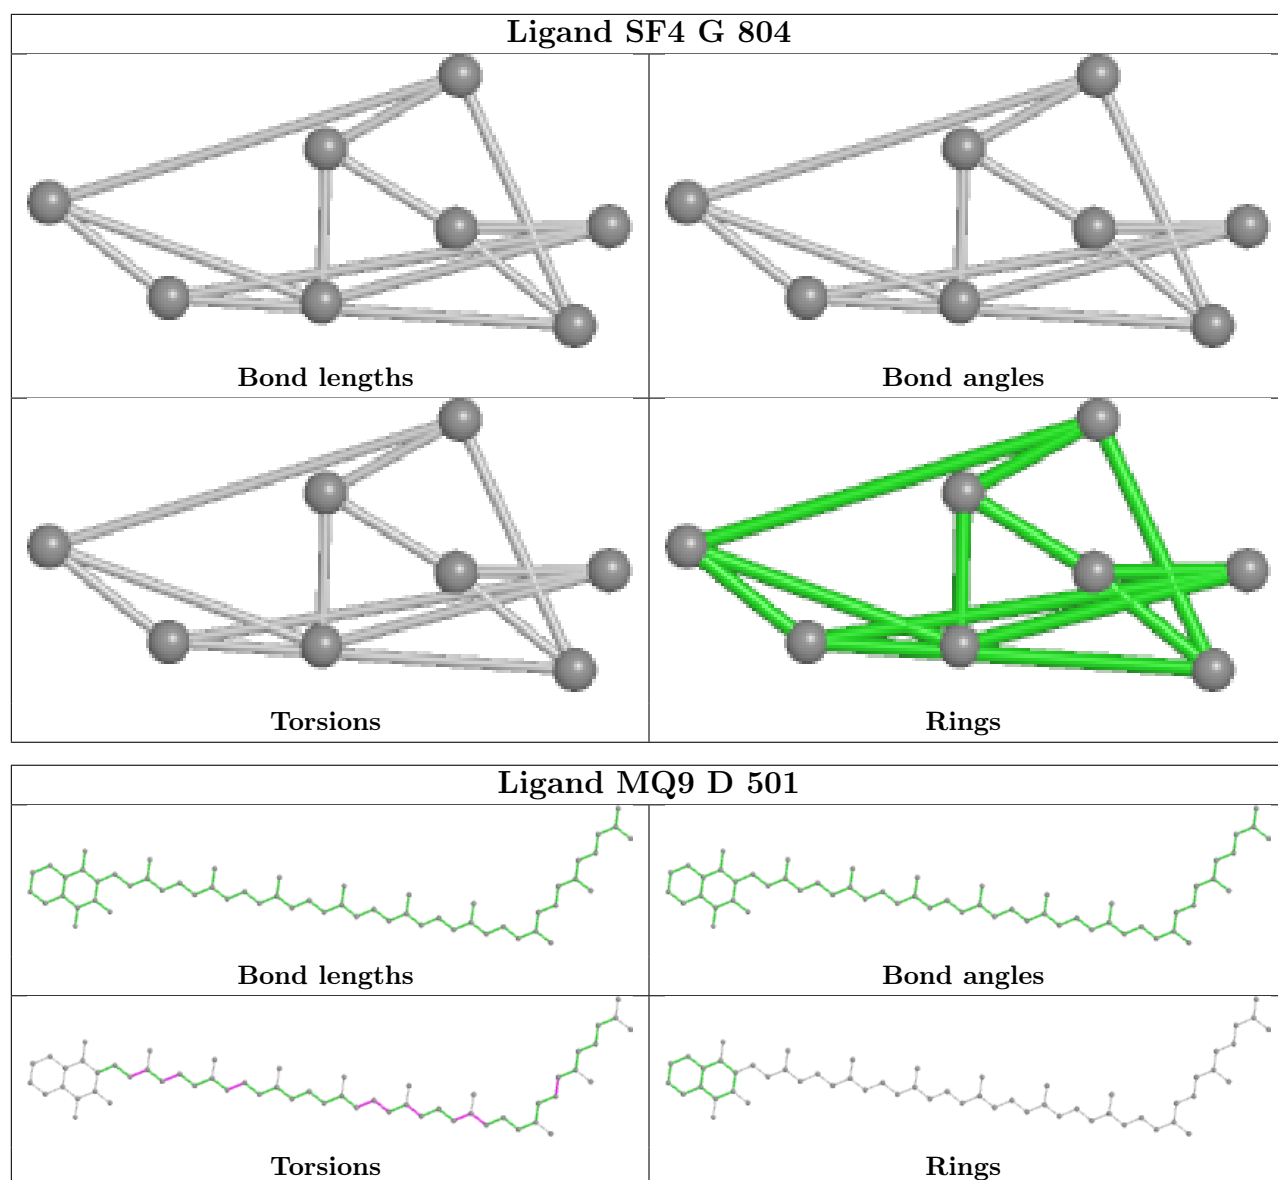 Ligand SF4 G 804
Bond lengths
Bond angles
Torsions
Rings
Ligand MQ9 D 501
Bond lengths
Bond angles
Torsions
Rings